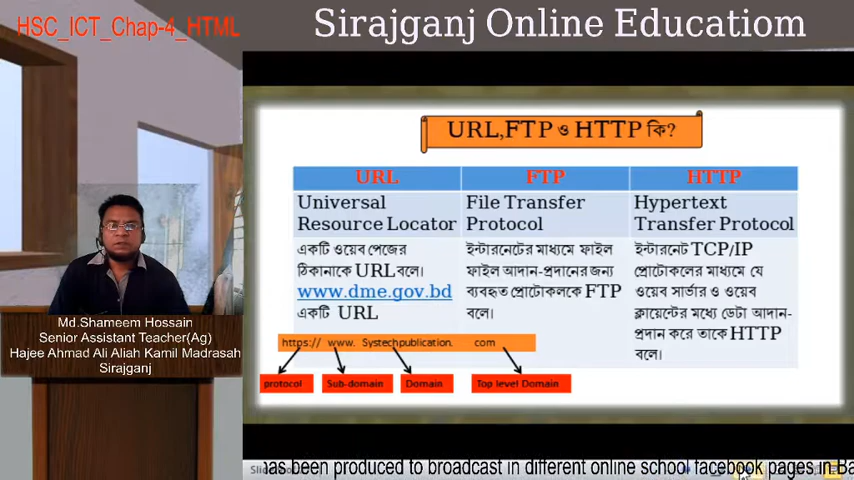 HSC_ICT_Chap-4_HTML
Sirajganj Online Educatiom
URL,FTP ও HTTP কি?
URL
FTP
HTTP
Universal
Resource Locator
File Transfer
Protocol
Hypertext
Transfer Protocol
একটি ওয়েব পেজের
ঠিকানাকে URL বলে।
www.dme.gov.bd
একটি URL
ইন্টারনেটের মাধ্যমে ফাইল
ফাইল আদান-প্রদানের জন্য
ব্যবহৃত প্রোটোকলকে FTP
বলে।
ইন্টারনেট TCP/IP
প্রোটোকলের মাধ্যমে যে
ওয়েব সার্ভার ও ওয়েব
ক্লায়েন্টের মধ্যে ডেটা আদান-
প্রদান করে তাকে HTTP
বলে।
https:// www. Systechpublication. com
protocol
Sub-domain
Domain
Top level Domain
Md.Shameem Hossain
Senior Assistant Teacher(Ag)
Hajee Ahmad Ali Aliah Kamil Madrasah
Sirajganj
has been produced to broadcast in different online school facebook pages in Ba